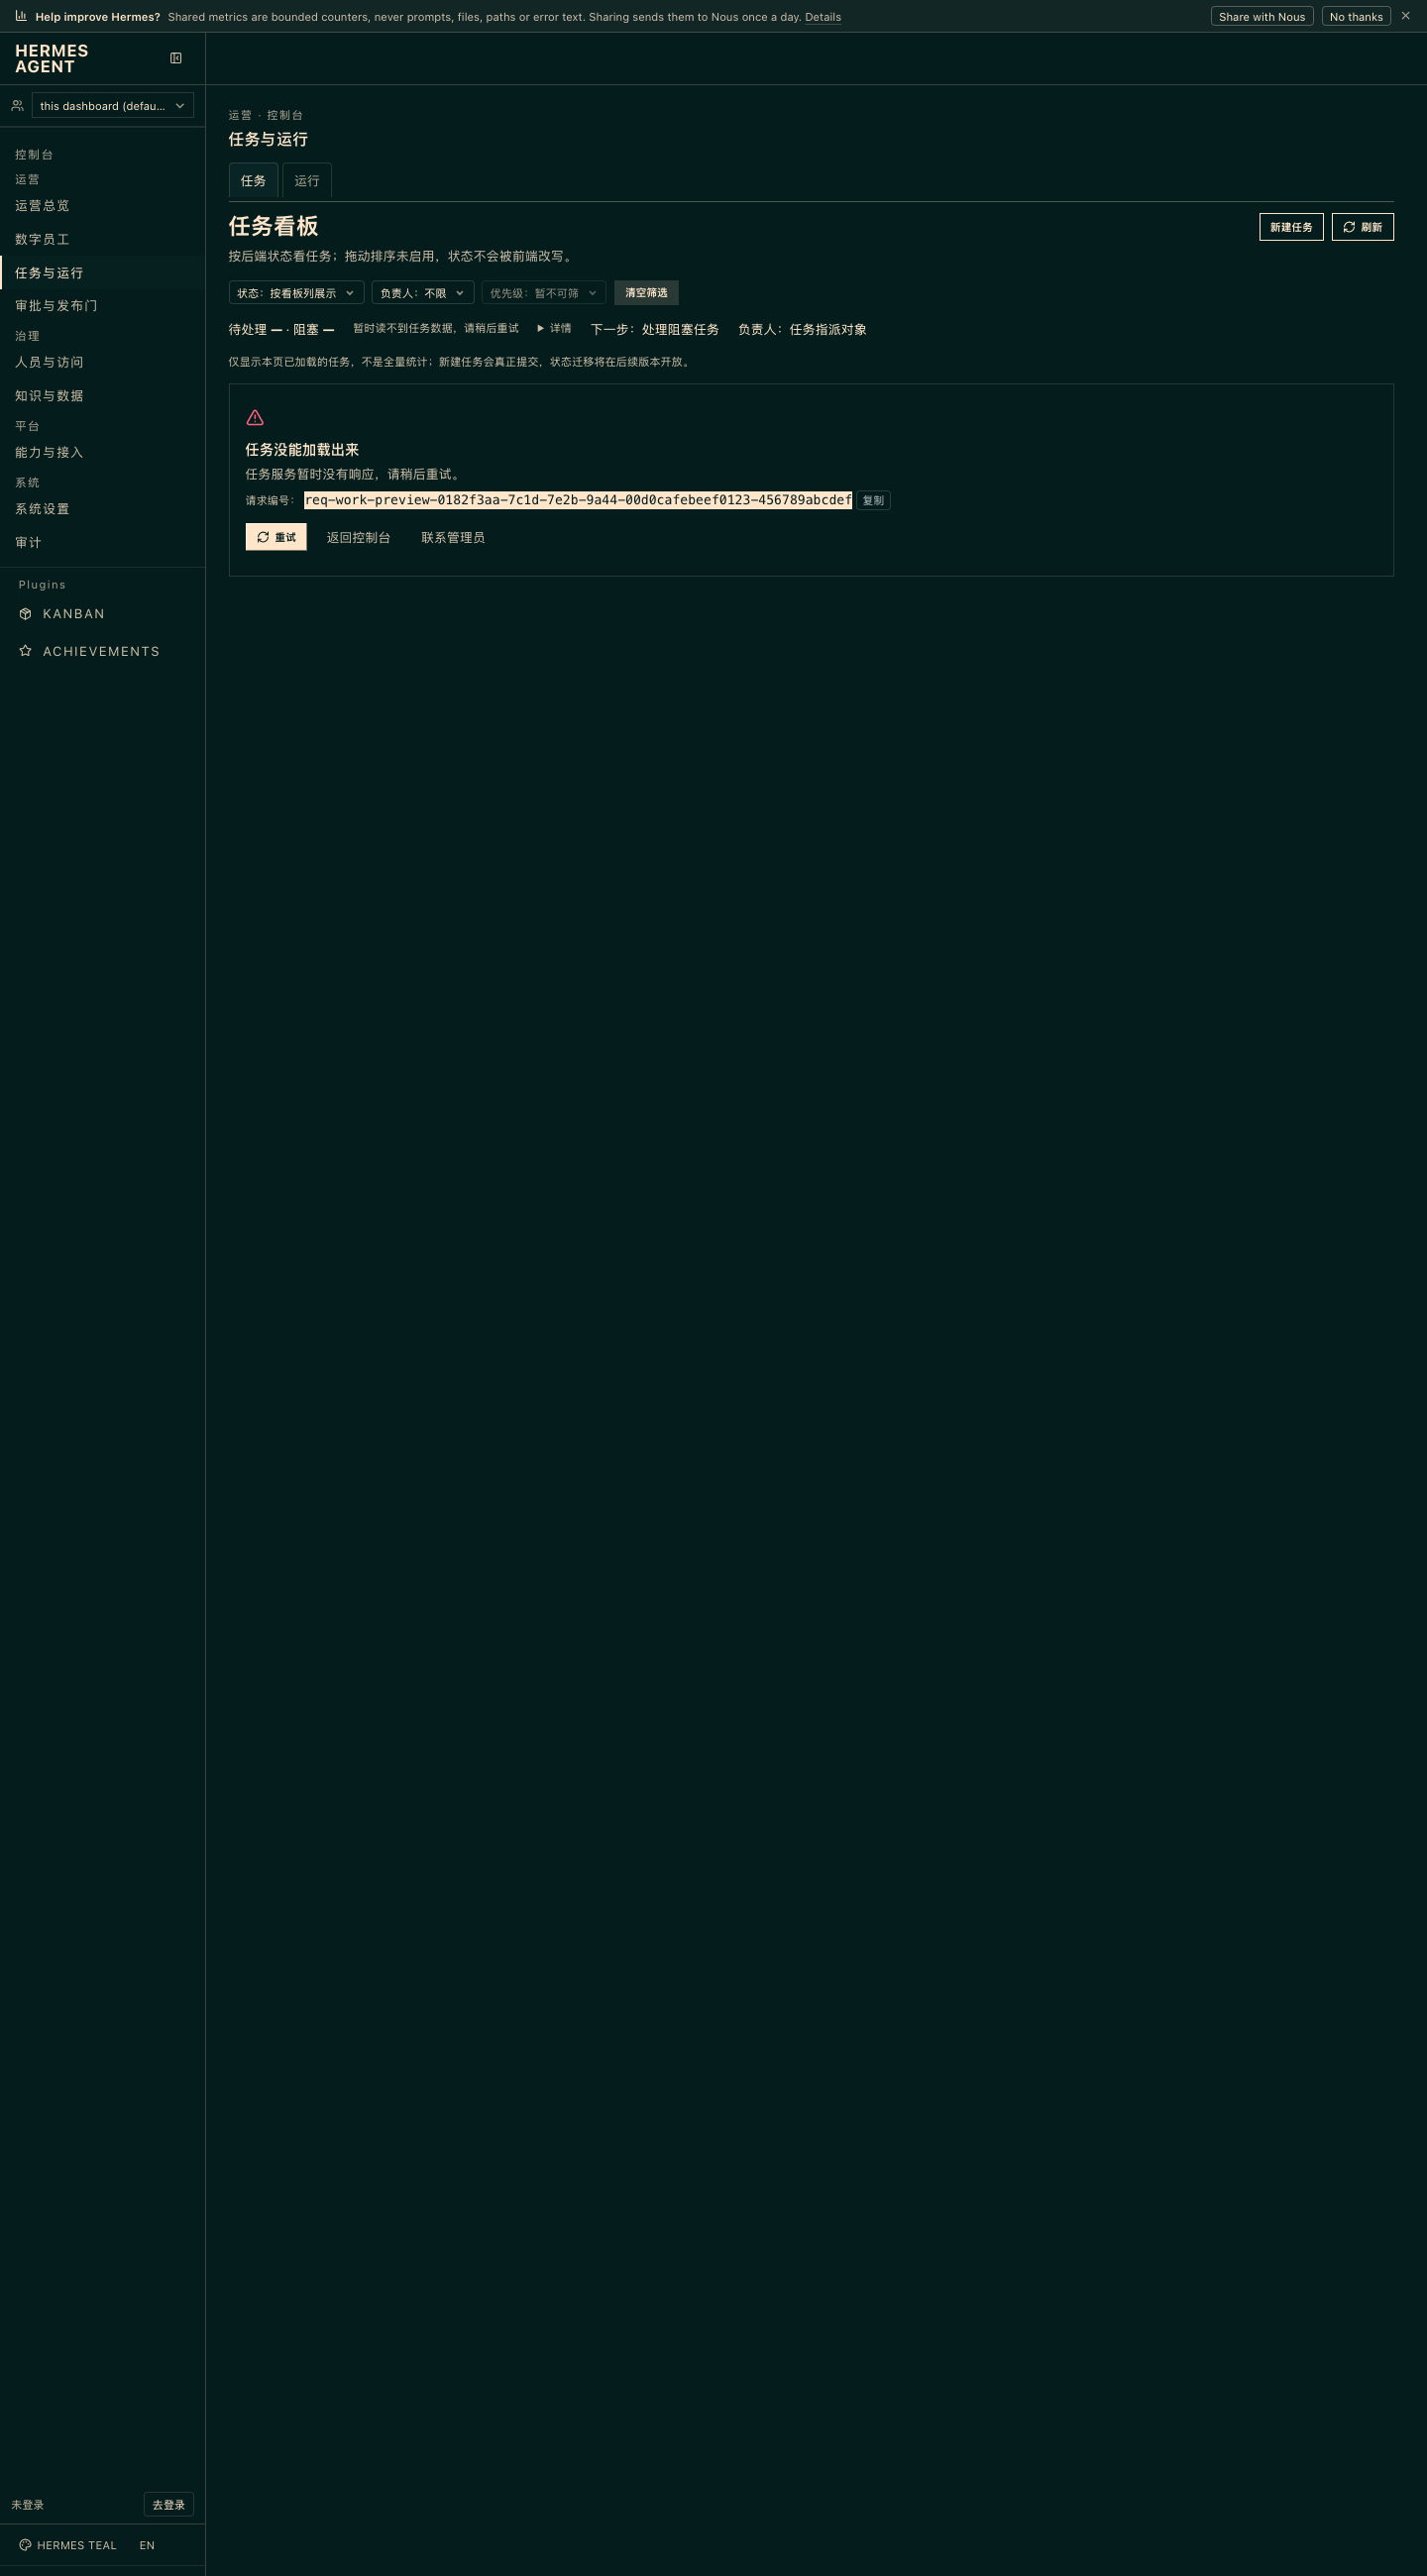 Help improve Hermes? Shared metrics are bounded counters, never prompts, files, paths or error text. Sharing sends them to Nous once a day. Details
Share with Nous
No thanks
HERMES
AGENT
this dashboard (defau...
控制台
运营
运营总览
数字员工
任务与运行
审批与发布门
治理
人员与访问
知识与数据
平台
能力与接入
系统
系统设置
审计
Plugins
KANBAN
ACHIEVEMENTS
未登录
去登录
HERMES TEAL
EN
运营 · 控制台
任务与运行
任务
运行
任务看板
新建任务
刷新
按后端状态看任务；拖动排序未启用，状态不会被前端改写。
状态：按看板列展示
负责人：不限
优先级：暂不可筛
清空筛选
待处理 — · 阻塞 —
暂时读不到任务数据，请稍后重试
详情
下一步：处理阻塞任务
负责人：任务指派对象
仅显示本页已加载的任务，不是全量统计；新建任务会真正提交，状态迁移将在后续版本开放。
任务没能加载出来
任务服务暂时没有响应，请稍后重试。
请求编号： req-work-preview-0182f3aa-7c1d-7e2b-9a44-00d0cafebeef0123-456789abcdef 复制
重试
返回控制台
联系管理员